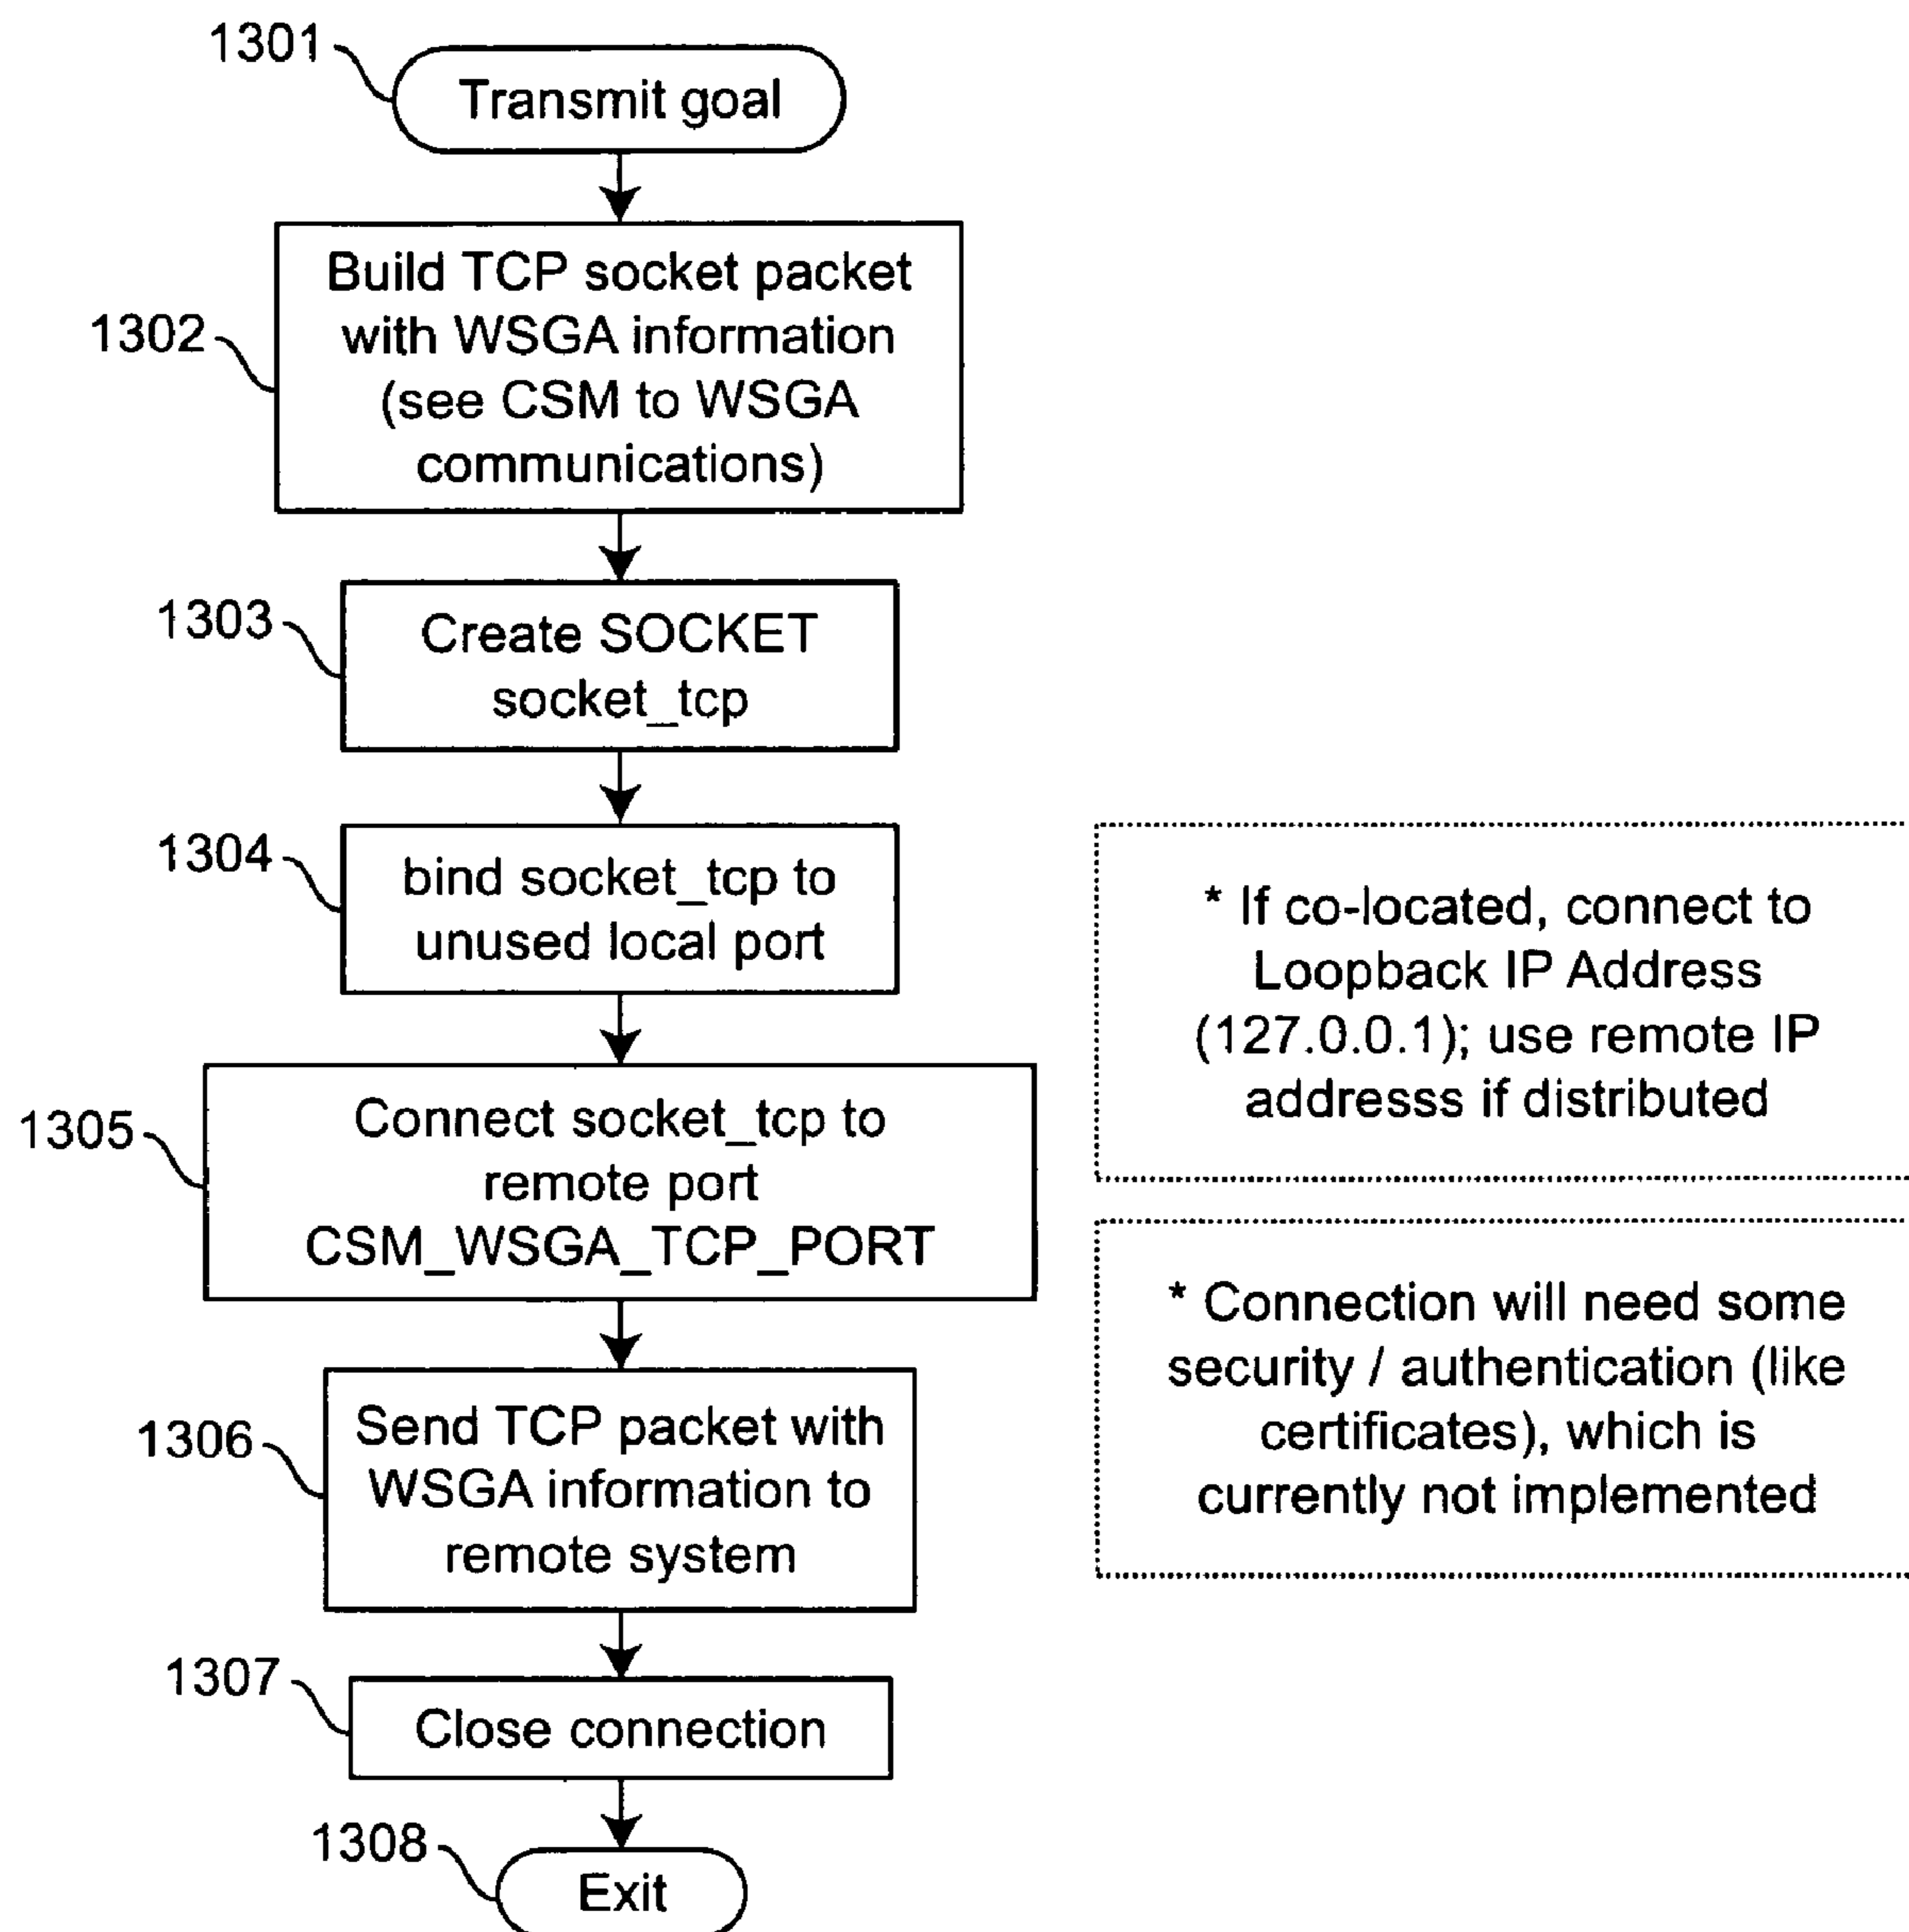 1301
Transmit goal
1302
Build TCP socket packet
with WSGA information
(see CSM to WSGA
communications)
1303
Create SOCKET
socket_tcp
1304
bind socket_tcp to
unused local port
1305
Connect socket_tcp to
remote port
CSM_WSGA_TCP_PORT
* If co-located, connect to
Loopback IP Address
(127.0.0.1); use remote IP
addresss if distributed
* Connection will need some
security / authentication (like
certificates), which is
currently not implemented
1306
Send TCP packet with
WSGA information to
remote system
1307
Close connection
1308
Exit